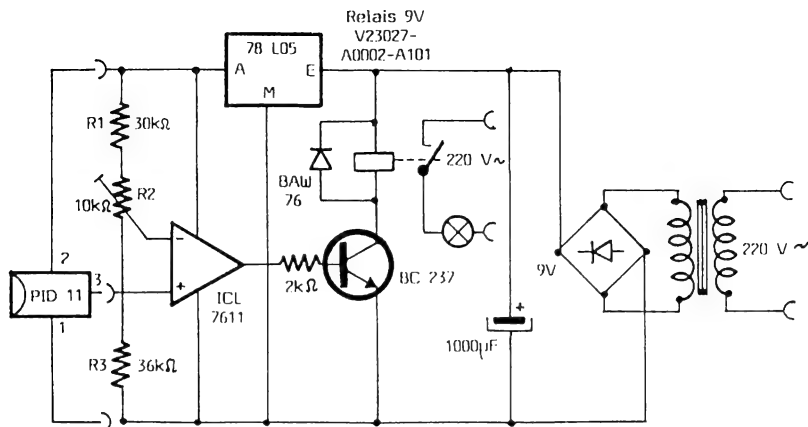 Relais 9V
V23027-
A0002-A101
78 L05
A
E
M
R1
30kΩ
R2
10kΩ
BAW
76
220 V~
2
PID 11
3
1
-
+
ICL
7611
2kΩ
BC 237
9V
220 V ~
+
1000µF
R3
36kΩ